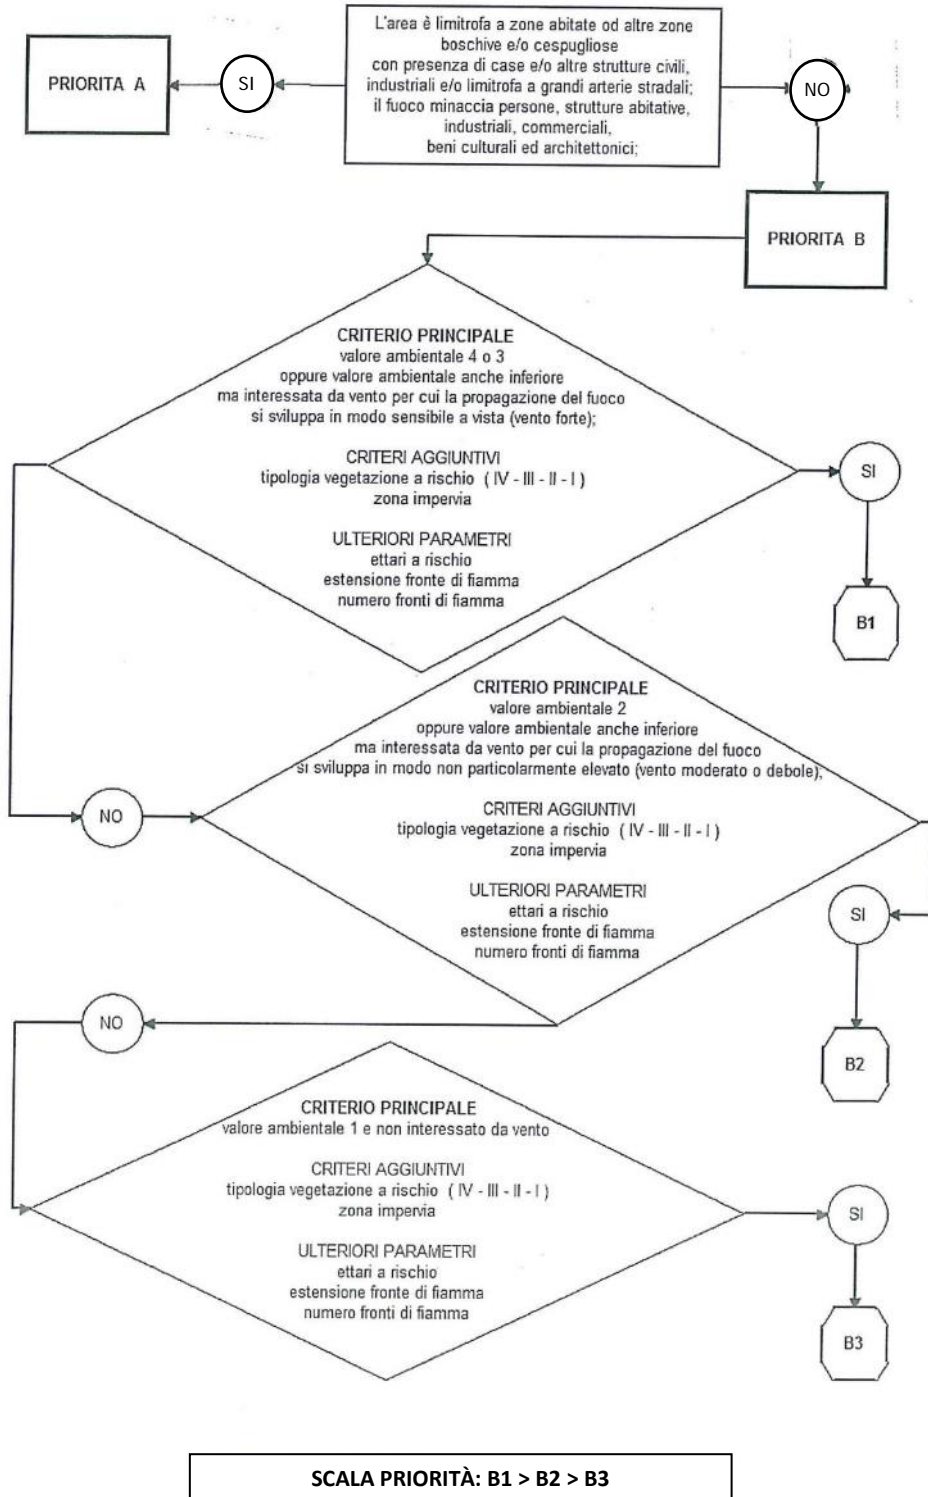 L'area è limitrofa a zone abitate od altre zone
boschive e/o cespugliose
con presenza di case e/o altre strutture civili,
industriali e/o limitrofa a grandi arterie stradali;
il fuoco minaccia persone, strutture abitative,
industriali, commerciali,
beni culturali ed architettonici;
PRIORITA A
SI
NO
PRIORITA B
CRITERIO PRINCIPALE
valore ambientale 4 o 3
oppure valore ambientale anche inferiore
ma interessata da vento per cui la propagazione del fuoco
si sviluppa in modo sensibile a vista (vento forte);
CRITERI AGGIUNTIVI
tipologia vegetazione a rischio ( IV - III - II - I )
zona impervia
ULTERIORI PARAMETRI
ettari a rischio
estensione fronte di fiamma
numero fronti di fiamma
SI
B1
NO
CRITERIO PRINCIPALE
valore ambientale 2
oppure valore ambientale anche inferiore
ma interessata da vento per cui la propagazione del fuoco
si sviluppa in modo non particolarmente elevato (vento moderato o debole);
CRITERI AGGIUNTIVI
tipologia vegetazione a rischio ( IV - III - II - I )
zona impervia
ULTERIORI PARAMETRI
ettari a rischio
estensione fronte di fiamma
numero fronti di fiamma
SI
B2
NO
CRITERIO PRINCIPALE
valore ambientale 1 e non interessato da vento
CRITERI AGGIUNTIVI
tipologia vegetazione a rischio ( IV - III - II - I )
zona impervia
ULTERIORI PARAMETRI
ettari a rischio
estensione fronte di fiamma
numero fronti di fiamma
SI
B3
SCALA PRIORITÀ: B1 > B2 > B3